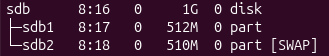 sdb      8:16   0    1G  0 disk
├─sdb1   8:17   0  512M  0 part
└─sdb2   8:18   0  510M  0 part [SWAP]